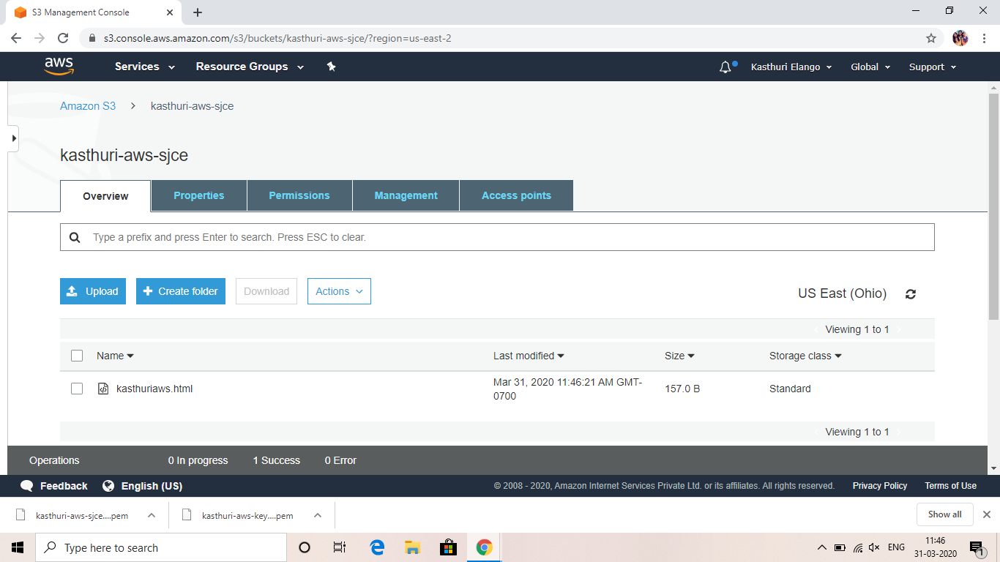 S3 Management Console
s3.console.aws.amazon.com/s3/buckets/kasthuri-aws-sjce/?region=us-east-2
aws Services Resource Groups Kasthuri Elango Global Support
Amazon S3 > kasthuri-aws-sjce
kasthuri-aws-sjce
Overview Properties Permissions Management Access points
Type a prefix and press Enter to search. Press ESC to clear.
Upload Create folder Download Actions US East (Ohio)
Viewing 1 to 1
Name Last modified Size Storage class
kasthuriaws.html Mar 31, 2020 11:46:21 AM GMT-0700 157.0 B Standard
Viewing 1 to 1
Operations 0 In progress 1 Success 0 Error
Feedback English (US) © 2008 - 2020, Amazon Internet Services Private Ltd. or its affiliates. All rights reserved. Privacy Policy Terms of Use
kasthuri-aws-sjce....pem kasthuri-aws-key....pem Show all
Type here to search ENG 11:46
31-03-2020 1